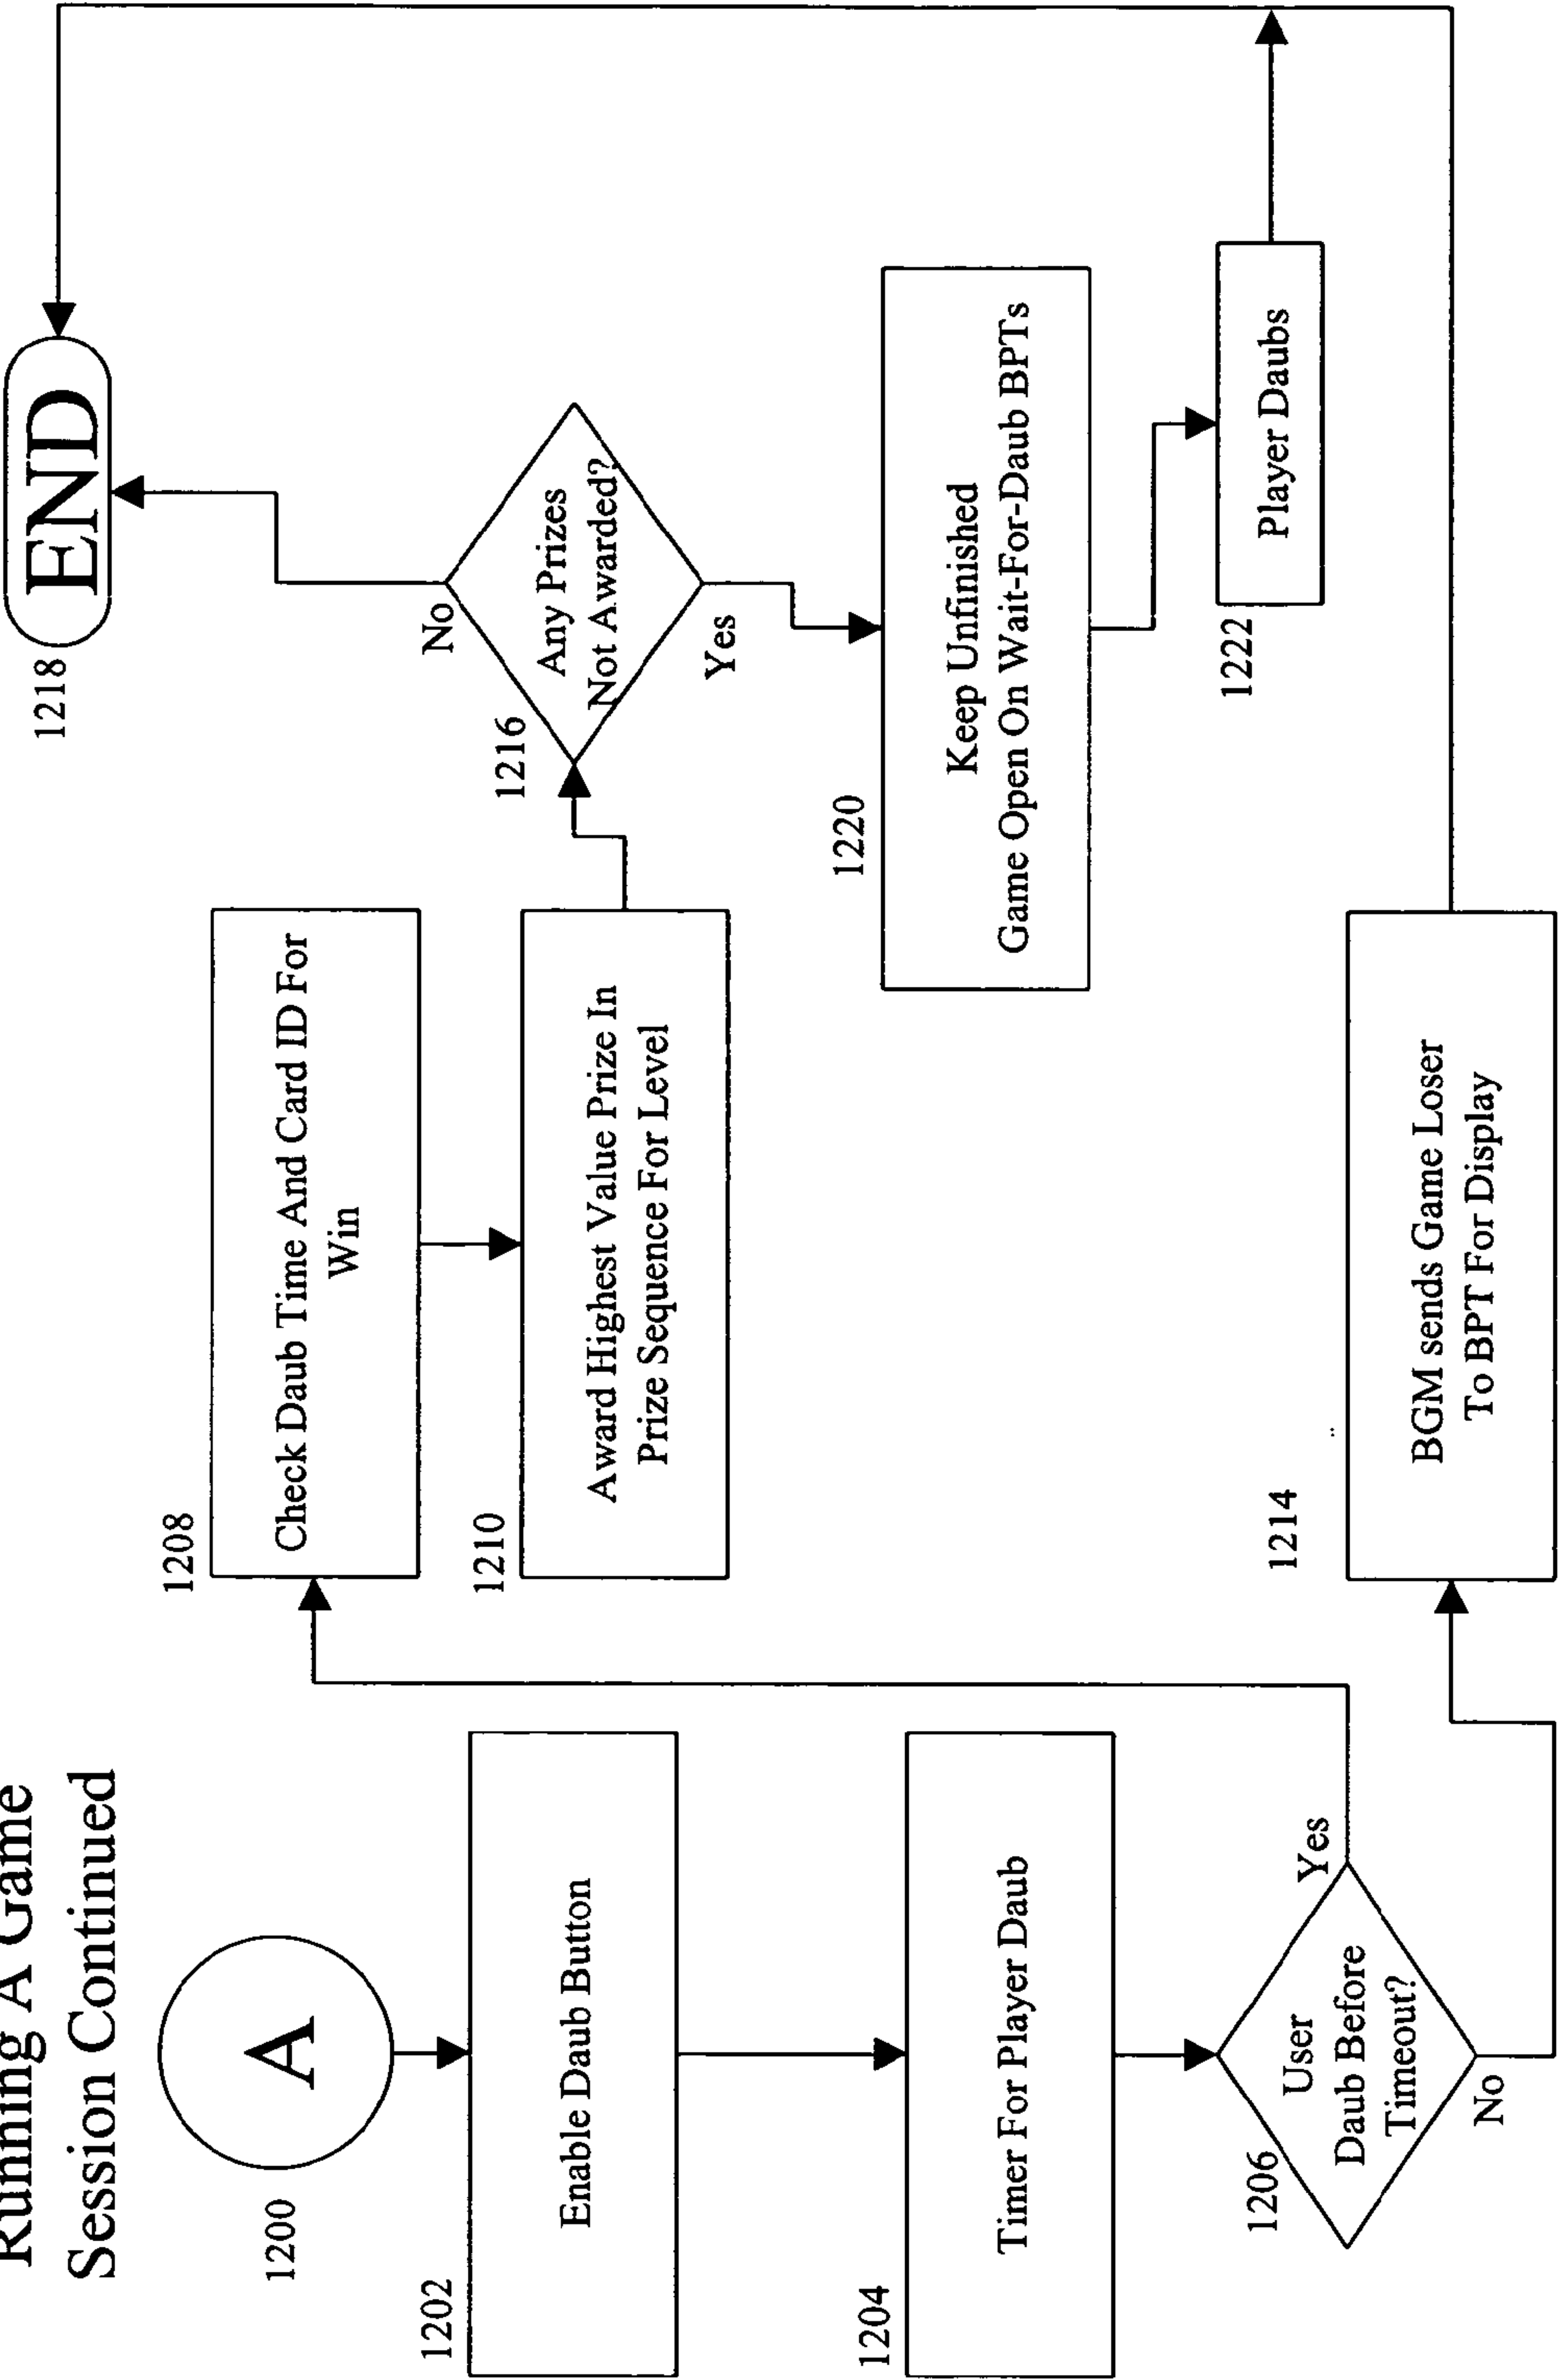 Running A Game
Session Continued
1200
A
1202
Enable Daub Button
1204
Timer For Player Daub
1206
User
Daub Before
Timeout?
Yes
No
1208
Check Daub Time And Card ID For
Win
1210
Award Highest Value Prize In
Prize Sequence For Level
1214
BGM sends Game Loser
To BPT For Display
1216
Any Prizes
Not Awarded?
No
Yes
1218
END
1220
Keep Unfinished
Game Open On Wait-For-Daub BPTs
1222
Player Daubs